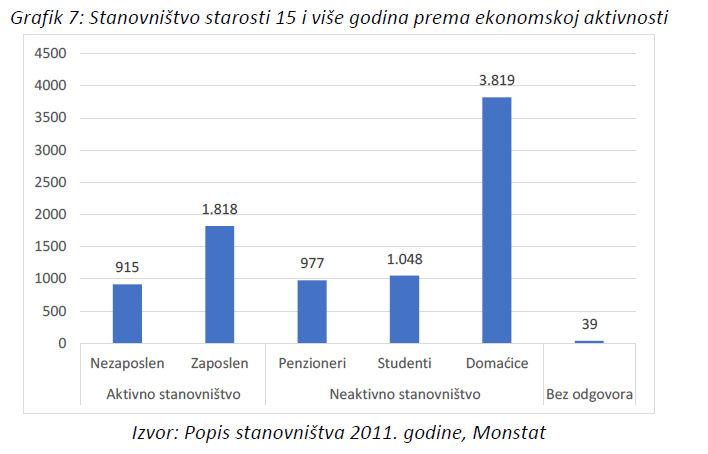 Grafik 7: Stanovništvo starosti 15 i više godina prema ekonomskoj aktivnosti
4500
4000
3500
3000
2500
2000
1500
1000
500
0
915
1.818
977
1.048
3.819
39
Nezaposlen
Zaposlen
Penzioneri
Studenti
Domaćice
Aktivno stanovništvo
Neaktivno stanovništvo
Bez odgovora
Izvor: Popis stanovništva 2011. godine, Monstat